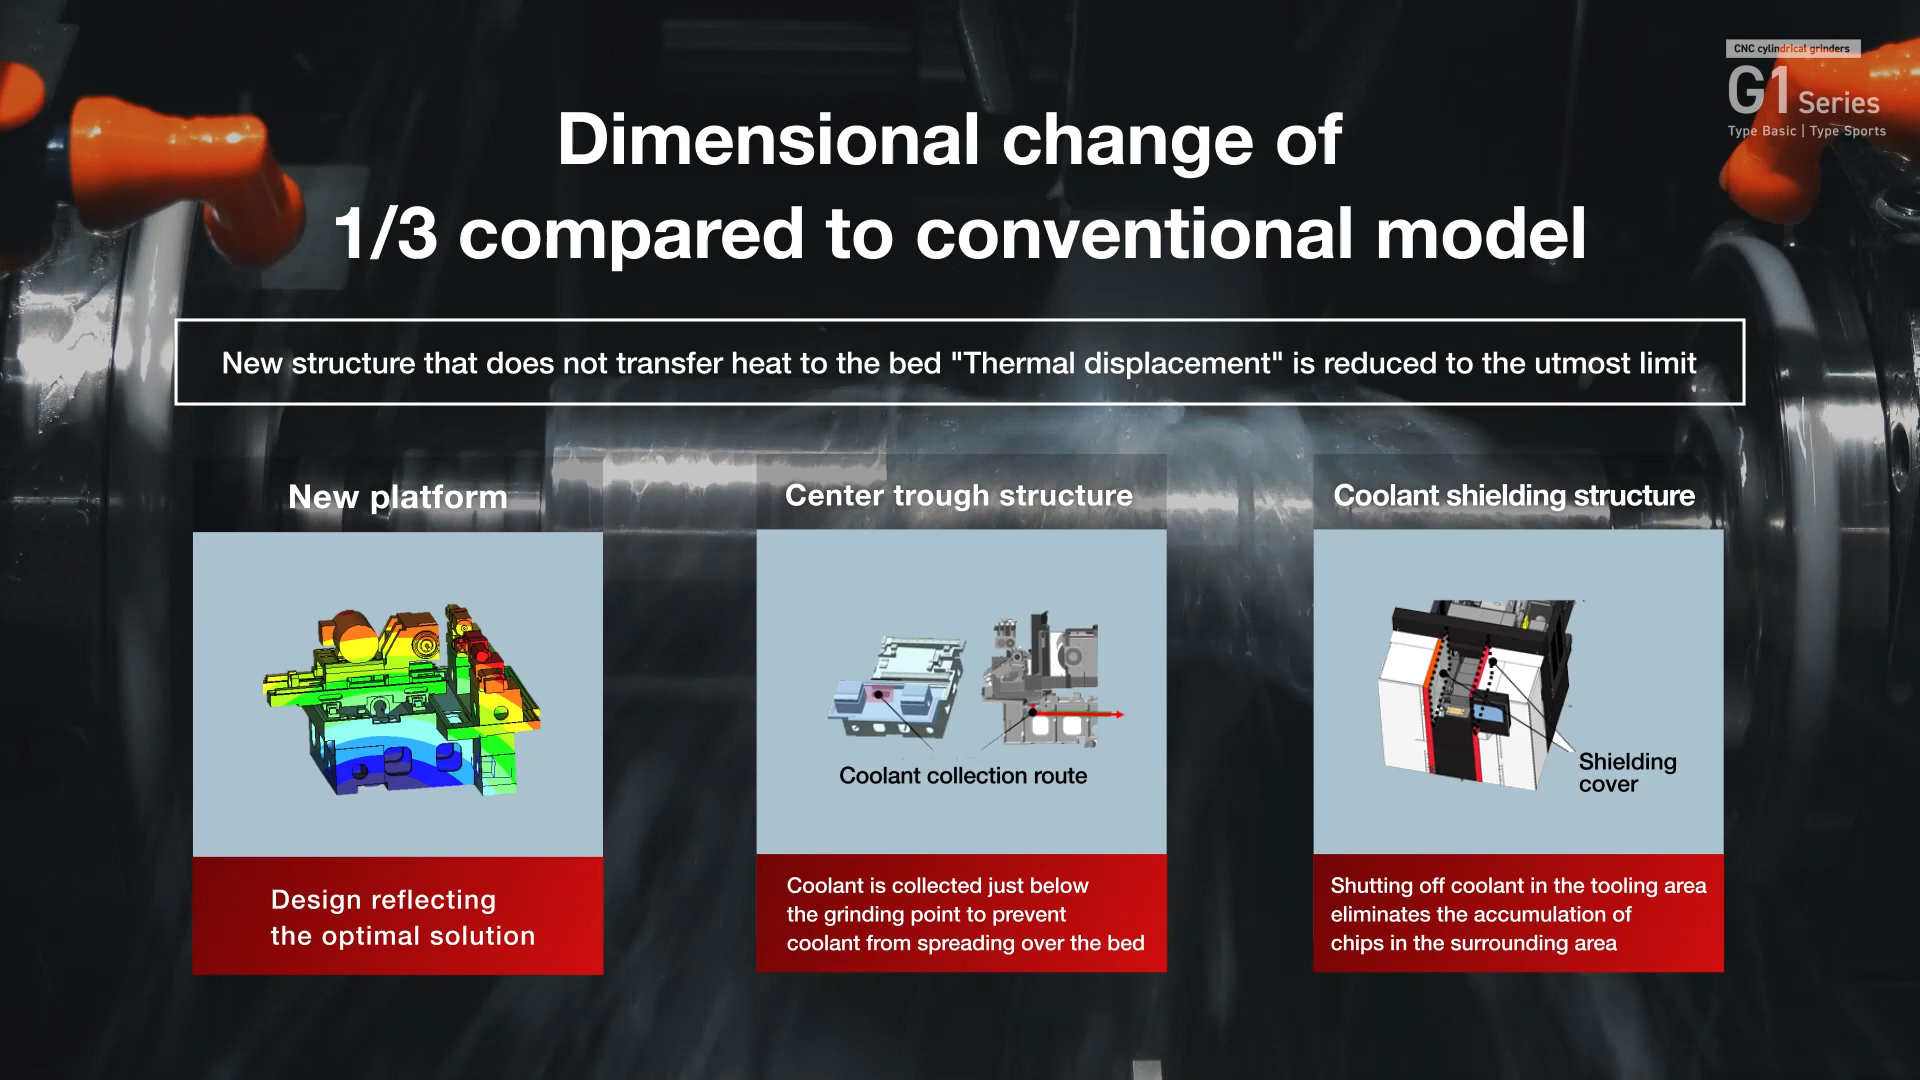 CNC cylindrical grinders
G1 Series
Type Basic | Type Sports
Dimensional change of
1/3 compared to conventional model
New structure that does not transfer heat to the bed "Thermal displacement" is reduced to the utmost limit
New platform
Design reflecting
the optimal solution
Center trough structure
Coolant collection route
Coolant is collected just below
the grinding point to prevent
coolant from spreading over the bed
Coolant shielding structure
Shielding
cover
Shutting off coolant in the tooling area
eliminates the accumulation of
chips in the surrounding area